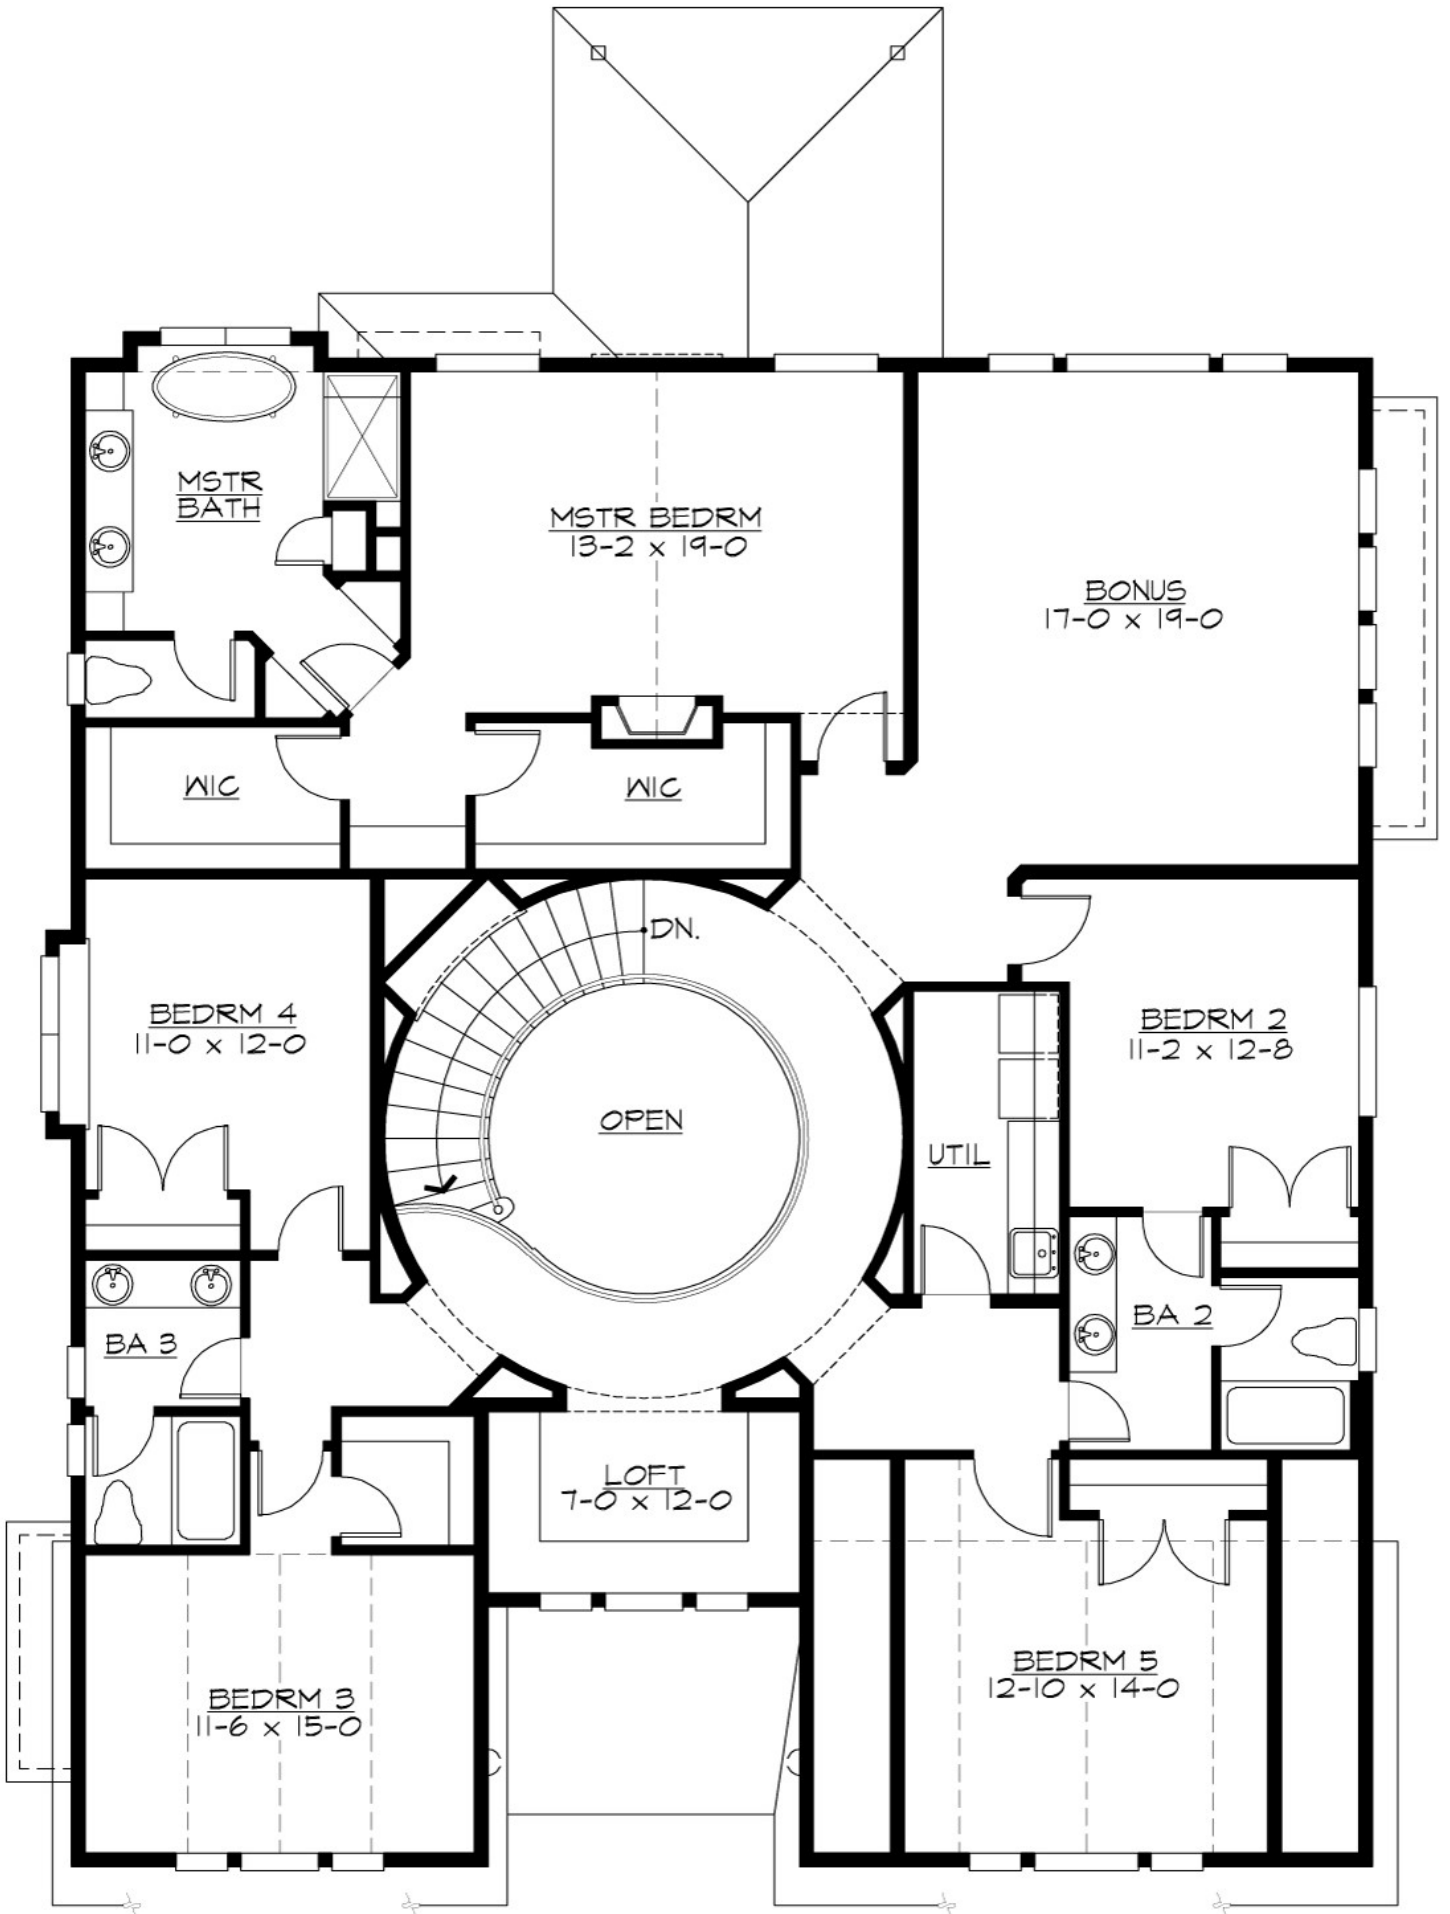 MSTR
BATH
MSTR BEDRM
13-2 x 19-0
BONUS
17-0 x 19-0
WIC
WIC
DN.
BEDRM 4
11-0 x 12-0
BEDRM 2
11-2 x 12-8
OPEN
UTIL
BA 3
BA 2
LOFT
7-0 x 12-0
BEDRM 3
11-6 x 15-0
BEDRM 5
12-10 x 14-0